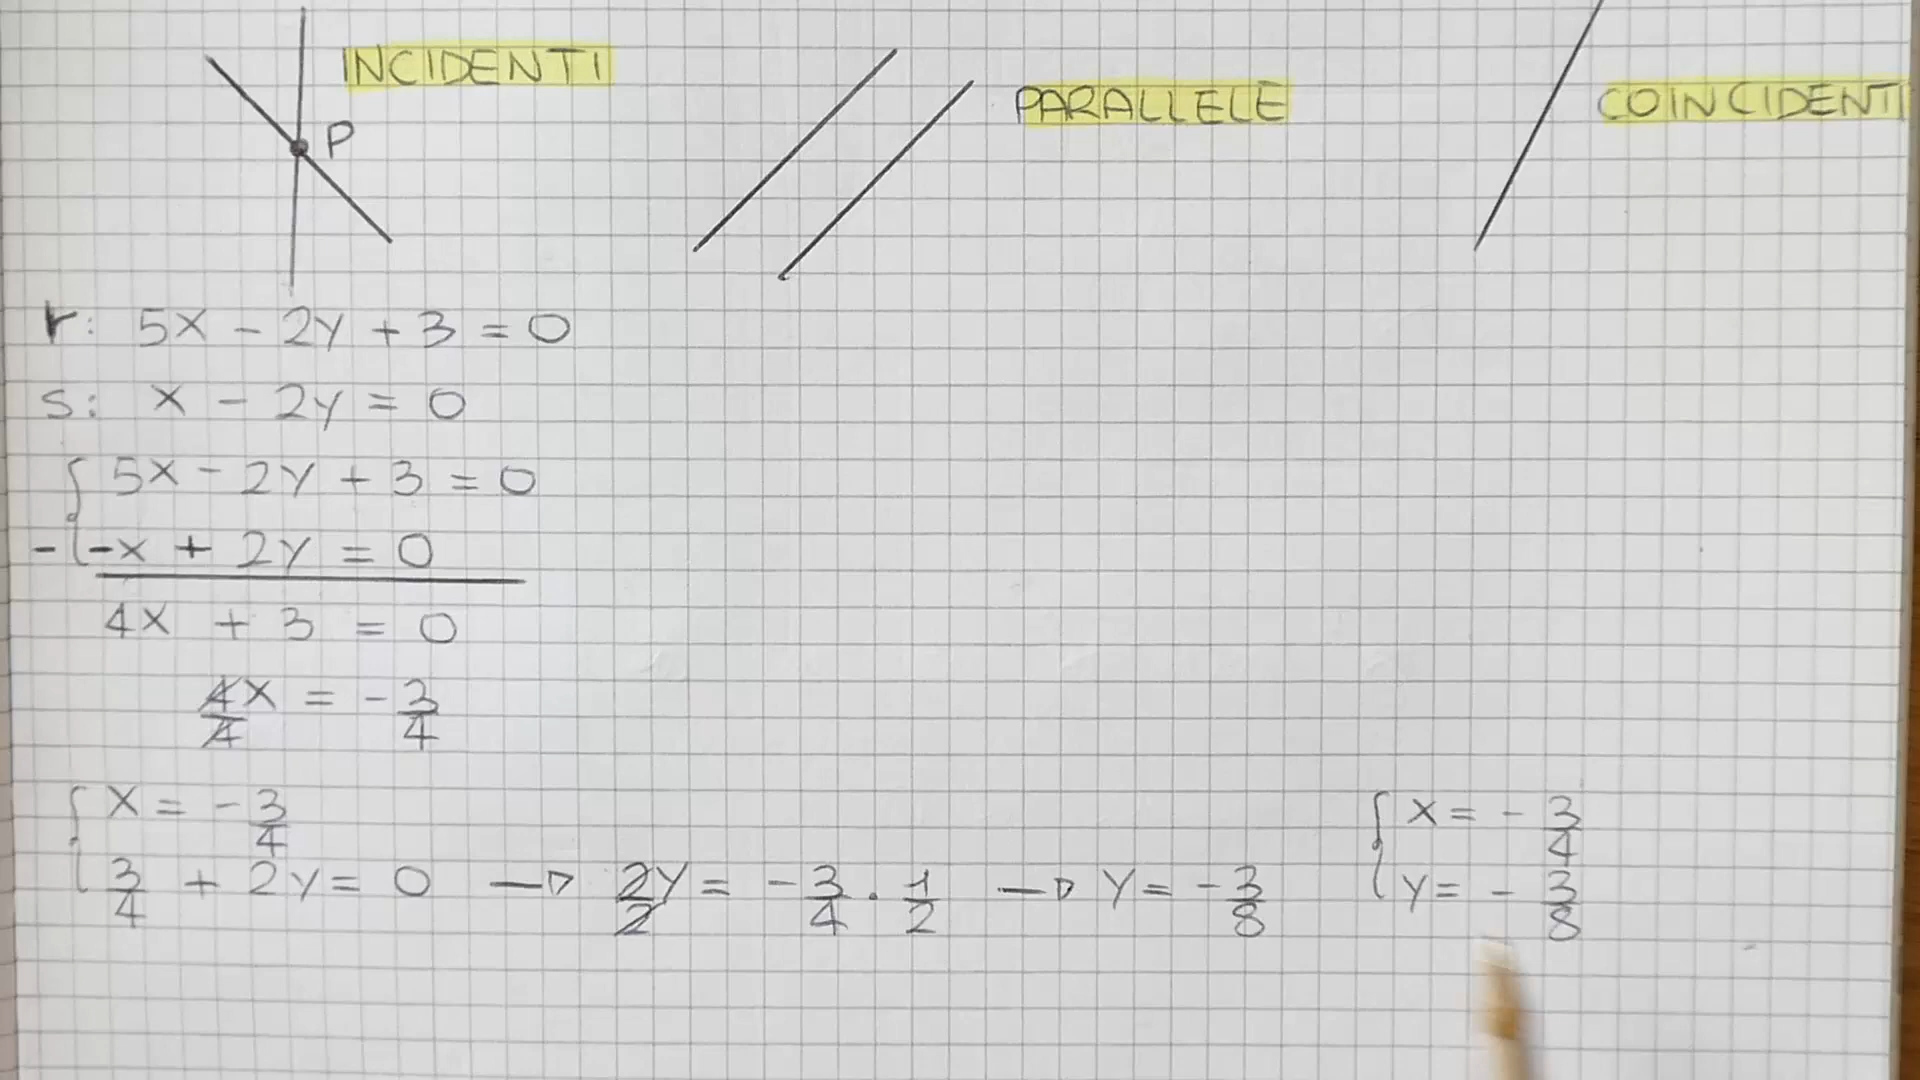 INCIDENTI
P
PARALLELE
COINCIDENTI
r: 5x - 2y + 3 = 0
s: x - 2y = 0
{ 5x - 2y + 3 = 0
- { -x + 2y = 0
4x + 3 = 0
4x/4 = - 3/4
{ x = - 3/4
{ 3/4 + 2y = 0 → 2y/2 = - 3/4 · 1/2 → y = - 3/8
{ x = - 3/4
{ y = - 3/8